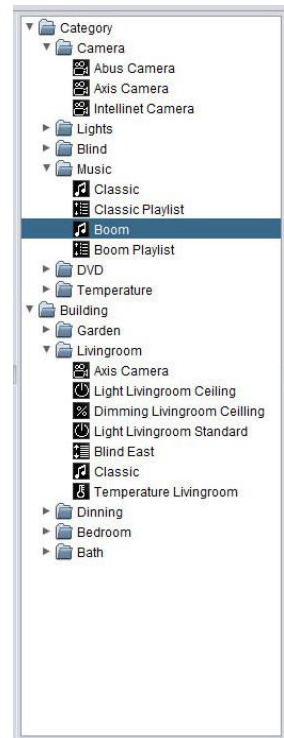 Category
Camera
Abus Camera
Axis Camera
Intellinet Camera
Lights
Blind
Music
Classic
Classic Playlist
Boom
Boom Playlist
DVD
Temperature
Building
Garden
Livingroom
Axis Camera
Light Livingroom Ceiling
Dimming Livingroom Ceilling
Light Livingroom Standard
Blind East
Classic
Temperature Livingroom
Dinning
Bedroom
Bath